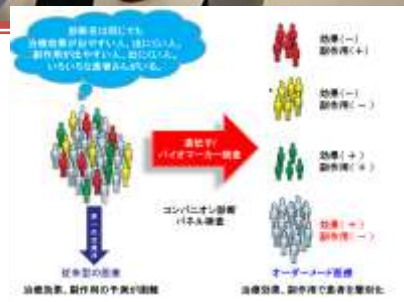 診断名は同じでも
治療効果が出やすい人、出にくい人。
副作用が出やすい人、出にくい人。
いろいろな患者さんがいる。
遺伝子/
バイオマーカー検査
コンパニオン診断
パネル検査
従来型の医療
治療効果、副作用の予測が困難
効果(−)
副作用(+)
効果(−)
副作用(−)
効果(+)
副作用(+)
効果(+)
副作用(−)
オーダーメード医療
治療効果、副作用で患者を層別化